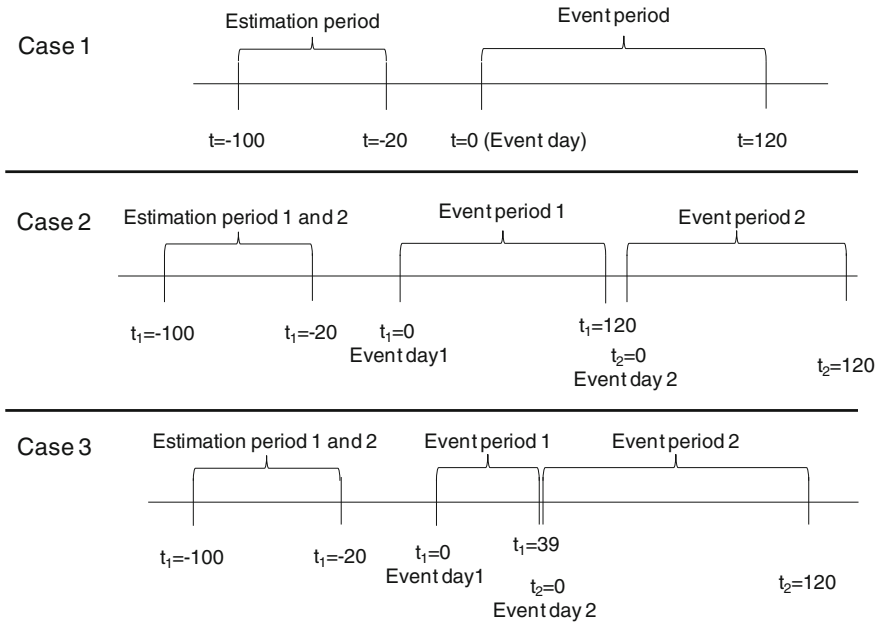 Case 1
Estimation period
Event period
t=-100
t=-20
t=0 (Event day)
t=120
Case 2
Estimation period 1 and 2
Event period 1
Event period 2
t₁=-100
t₁=-20
t₁=0
Event day1
t₁=120
t₂=0
Event day 2
t₂=120
Case 3
Estimation period 1 and 2
Event period 1
Event period 2
t₁=-100
t₁=-20
t₁=0
Event day1
t₁=39
t₂=0
Event day 2
t₂=120